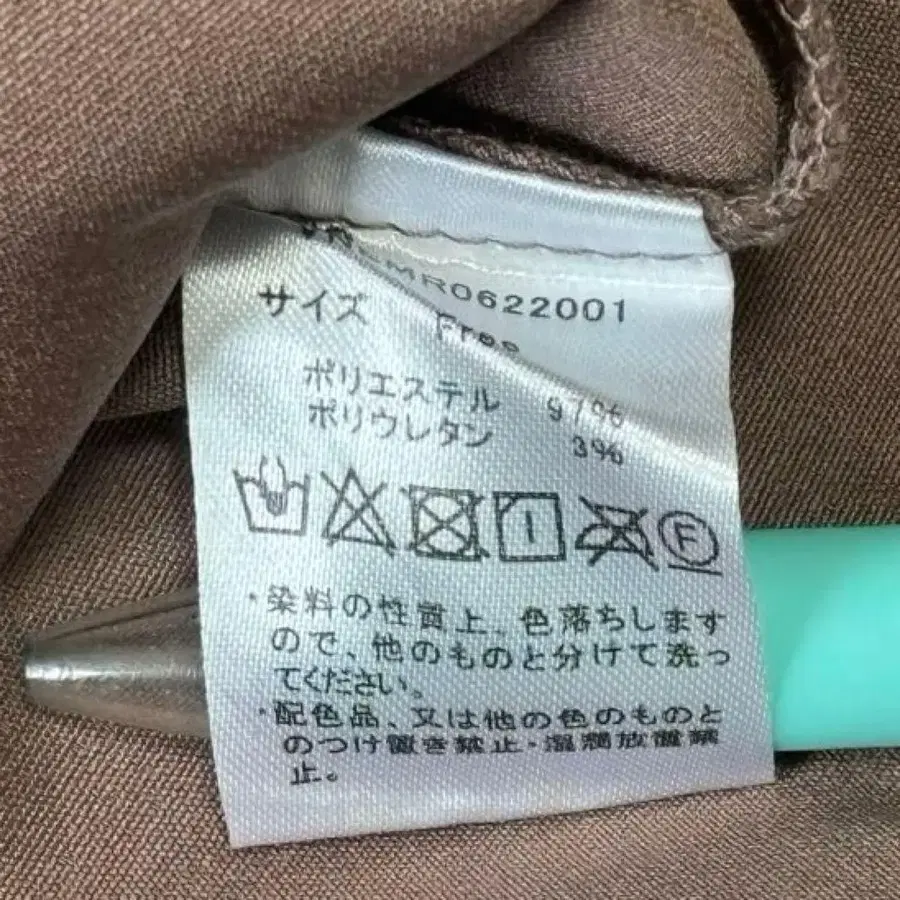 MR0622001
サイズ Free
ポリエステル 97%
ポリウレタン 3%
F
・染料の性質上、色落ちします
ので、他のものと分けて洗っ
てください。
・配色品、又は他の色のものと
のつけ置き禁止・湿潤放置禁
止。